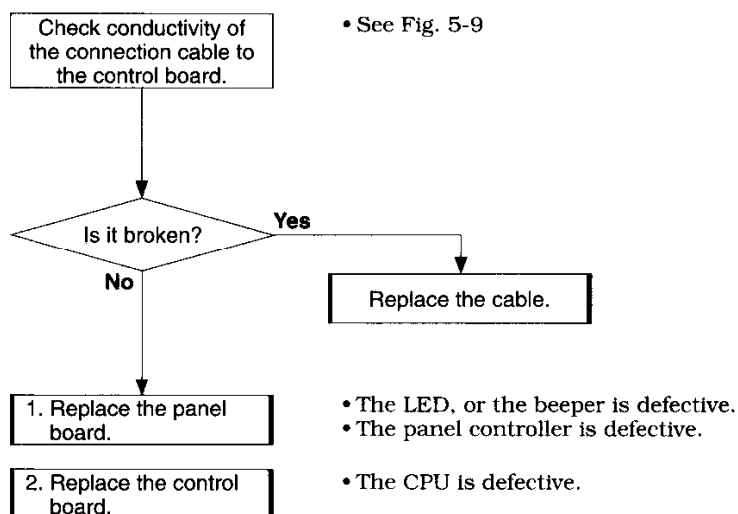 Check conductivity of
the connection cable to
the control board.
• See Fig. 5-9
Is it broken?
Yes
No
Replace the cable.
1. Replace the panel
board.
• The LED, or the beeper is defective.
• The panel controller is defective.
2. Replace the control
board.
• The CPU is defective.